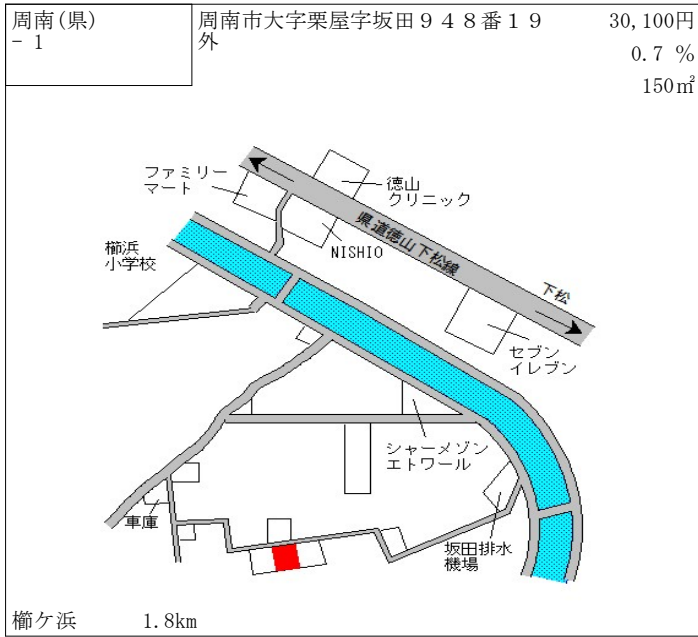 周南(県)
- 1
周南市大字栗屋字坂田９４８番１９
外
30,100円
0.7 %
150㎡
ファミリー
マート
徳山
クリニック
県道徳山下松線
NISHIO
櫛浜
小学校
下松
セブン
イレブン
シャーメゾン
エトワール
車庫
坂田排水
機場
櫛ケ浜 1.8km